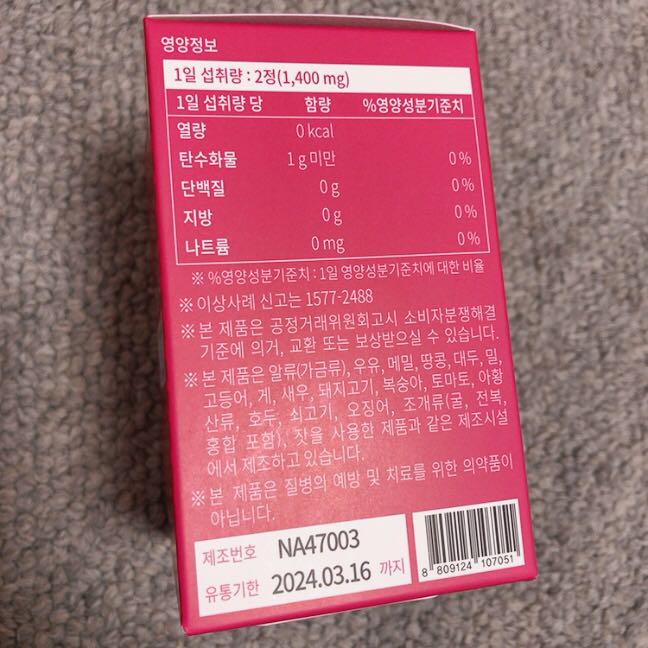 영양정보
1일 섭취량 : 2정(1,400 mg)
1일 섭취량 당 함량 %영양성분기준치
열량 0 kcal
탄수화물 1 g 미만 0 %
단백질 0 g 0 %
지방 0 g 0 %
나트륨 0 mg 0 %
※ %영양성분기준치 : 1일 영양성분기준치에 대한 비율
※ 이상사례 신고는 1577-2488
※ 본 제품은 공정거래위원회고시 소비자분쟁해결
기준에 의거, 교환 또는 보상받으실 수 있습니다.
※ 본 제품은 알류(가금류), 우유, 메밀, 땅콩, 대두, 밀,
고등어, 게, 새우, 돼지고기, 복숭아, 토마토, 아황
산류, 호두, 쇠고기, 오징어, 조개류(굴, 전복,
홍합 포함), 잣을 사용한 제품과 같은 제조시설
에서 제조하고 있습니다.
※ 본 제품은 질병의 예방 및 치료를 위한 의약품이
아닙니다.
제조번호 NA47003
유통기한 2024.03.16 까지
8 809124 107051